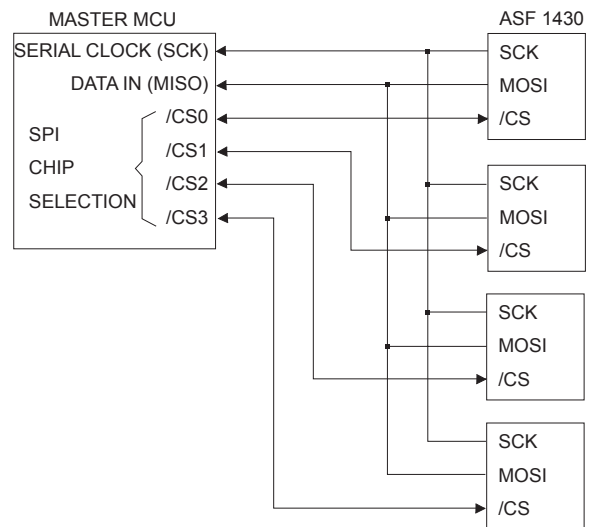 MASTER MCU
SERIAL CLOCK (SCK)
DATA IN (MISO)
/CS0
/CS1
/CS2
/CS3
SPI
CHIP
SELECTION
ASF 1430
SCK
MOSI
/CS
SCK
MOSI
/CS
SCK
MOSI
/CS
SCK
MOSI
/CS